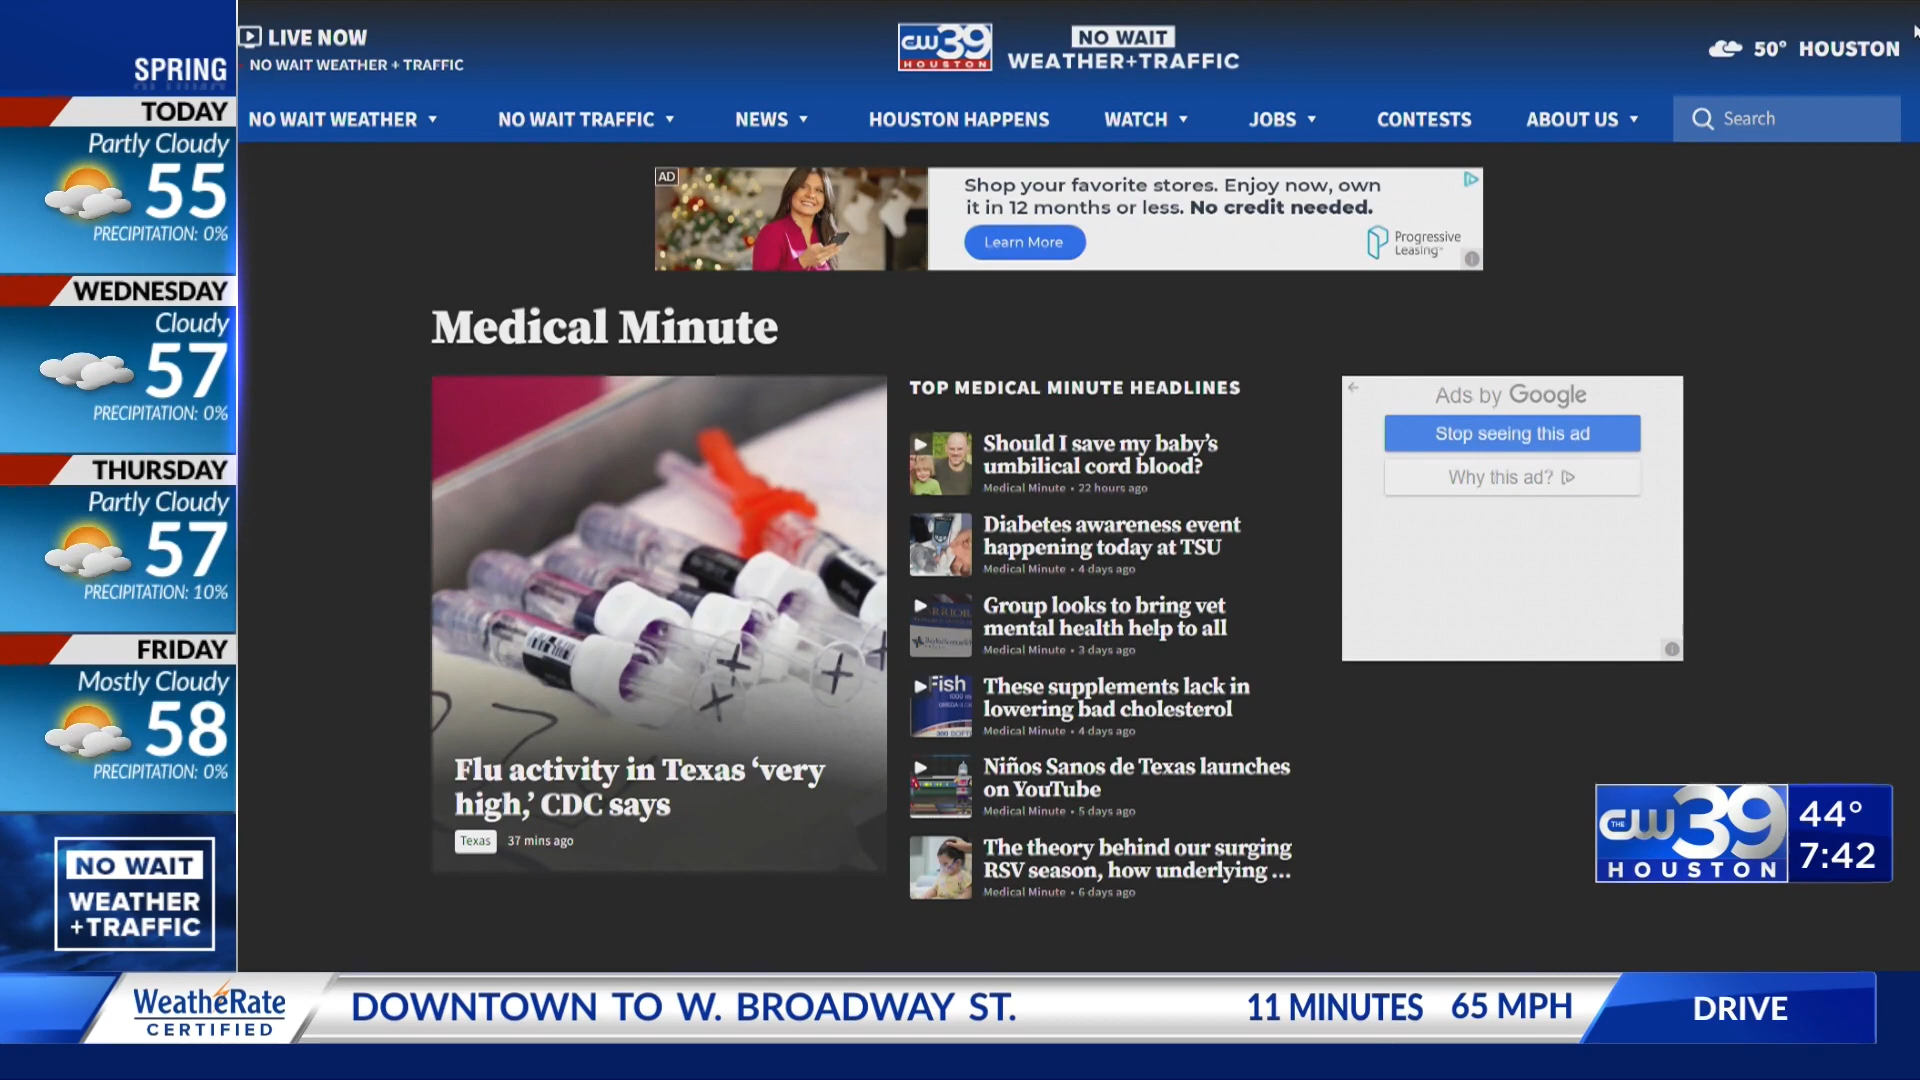 SPRING
TODAY
Partly Cloudy
55
PRECIPITATION: 0%
WEDNESDAY
Cloudy
57
PRECIPITATION: 0%
THURSDAY
Partly Cloudy
57
PRECIPITATION: 10%
FRIDAY
Mostly Cloudy
58
PRECIPITATION: 0%
NO WAIT
WEATHER
+TRAFFIC
LIVE NOW
NO WAIT WEATHER + TRAFFIC
CW39
HOUSTON
NO WAIT
WEATHER+TRAFFIC
50° HOUSTON
NO WAIT WEATHER NO WAIT TRAFFIC NEWS HOUSTON HAPPENS WATCH JOBS CONTESTS ABOUT US Search
AD
Shop your favorite stores. Enjoy now, own
it in 12 months or less. No credit needed.
Learn More
Progressive
Leasing
Medical Minute
Flu activity in Texas ‘very
high,’ CDC says
Texas 37 mins ago
TOP MEDICAL MINUTE HEADLINES
Should I save my baby’s
umbilical cord blood?
Medical Minute • 22 hours ago
Diabetes awareness event
happening today at TSU
Medical Minute • 4 days ago
Group looks to bring vet
mental health help to all
Medical Minute • 3 days ago
Fish
These supplements lack in
lowering bad cholesterol
Medical Minute • 4 days ago
Niños Sanos de Texas launches
on YouTube
Medical Minute • 5 days ago
The theory behind our surging
RSV season, how underlying ...
Medical Minute • 6 days ago
Ads by Google
Stop seeing this ad
Why this ad?
THE CW39
HOUSTON
44°
7:42
WeatheRate
CERTIFIED
DOWNTOWN TO W. BROADWAY ST. 11 MINUTES 65 MPH DRIVE